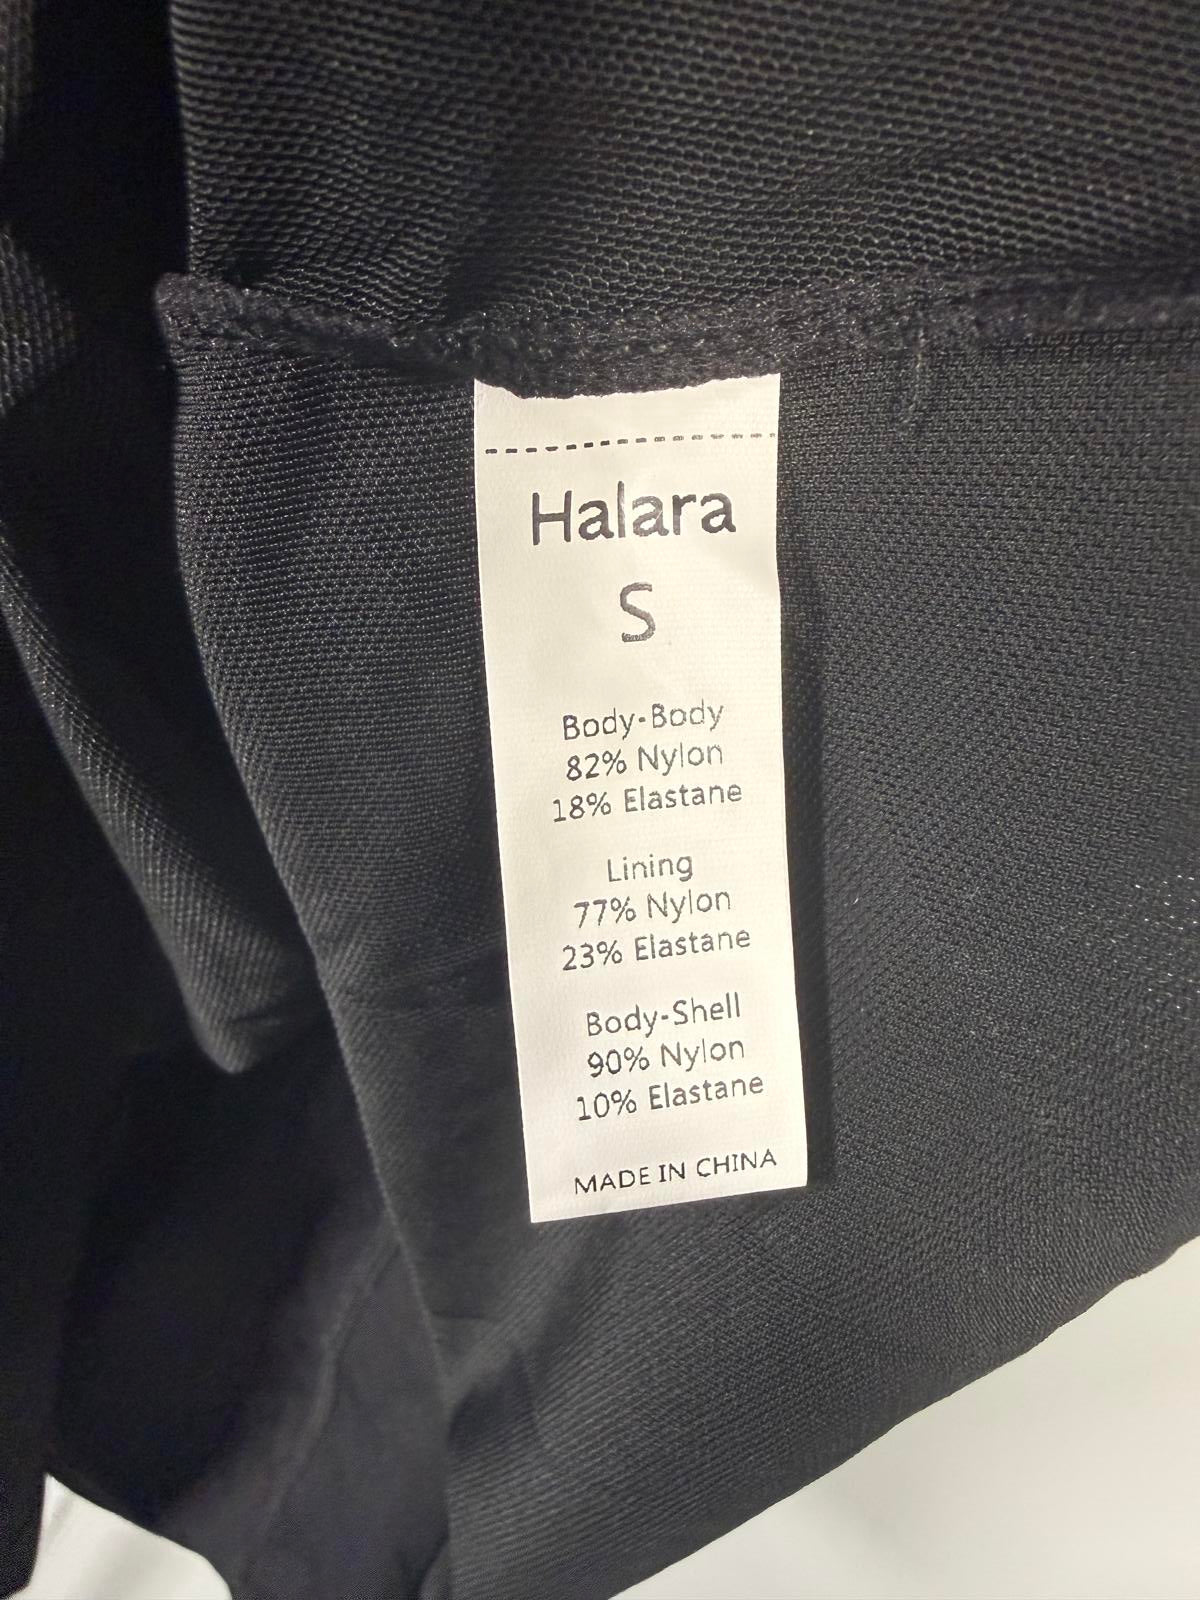 Halara
S
Body-Body
82% Nylon
18% Elastane
Lining
77% Nylon
23% Elastane
Body-Shell
90% Nylon
10% Elastane
MADE IN CHINA